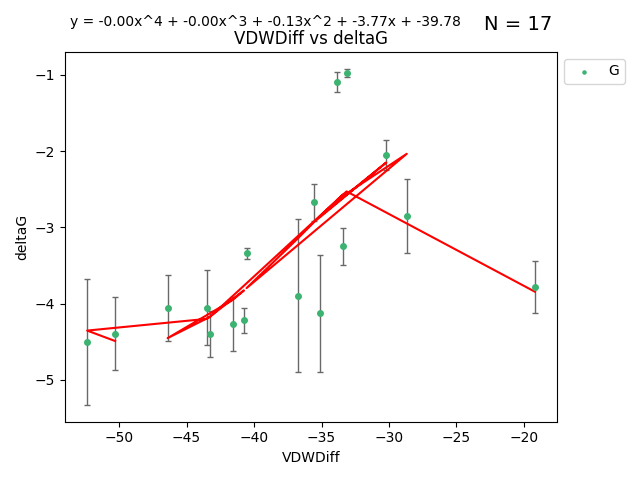 y = -0.00x^4 + -0.00x^3 + -0.13x^2 + -3.77x + -39.78
N = 17
VDWDiff vs deltaG
G
−1
−2
−3
−4
−5
deltaG
−50
−45
−40
−35
−30
−25
−20
VDWDiff